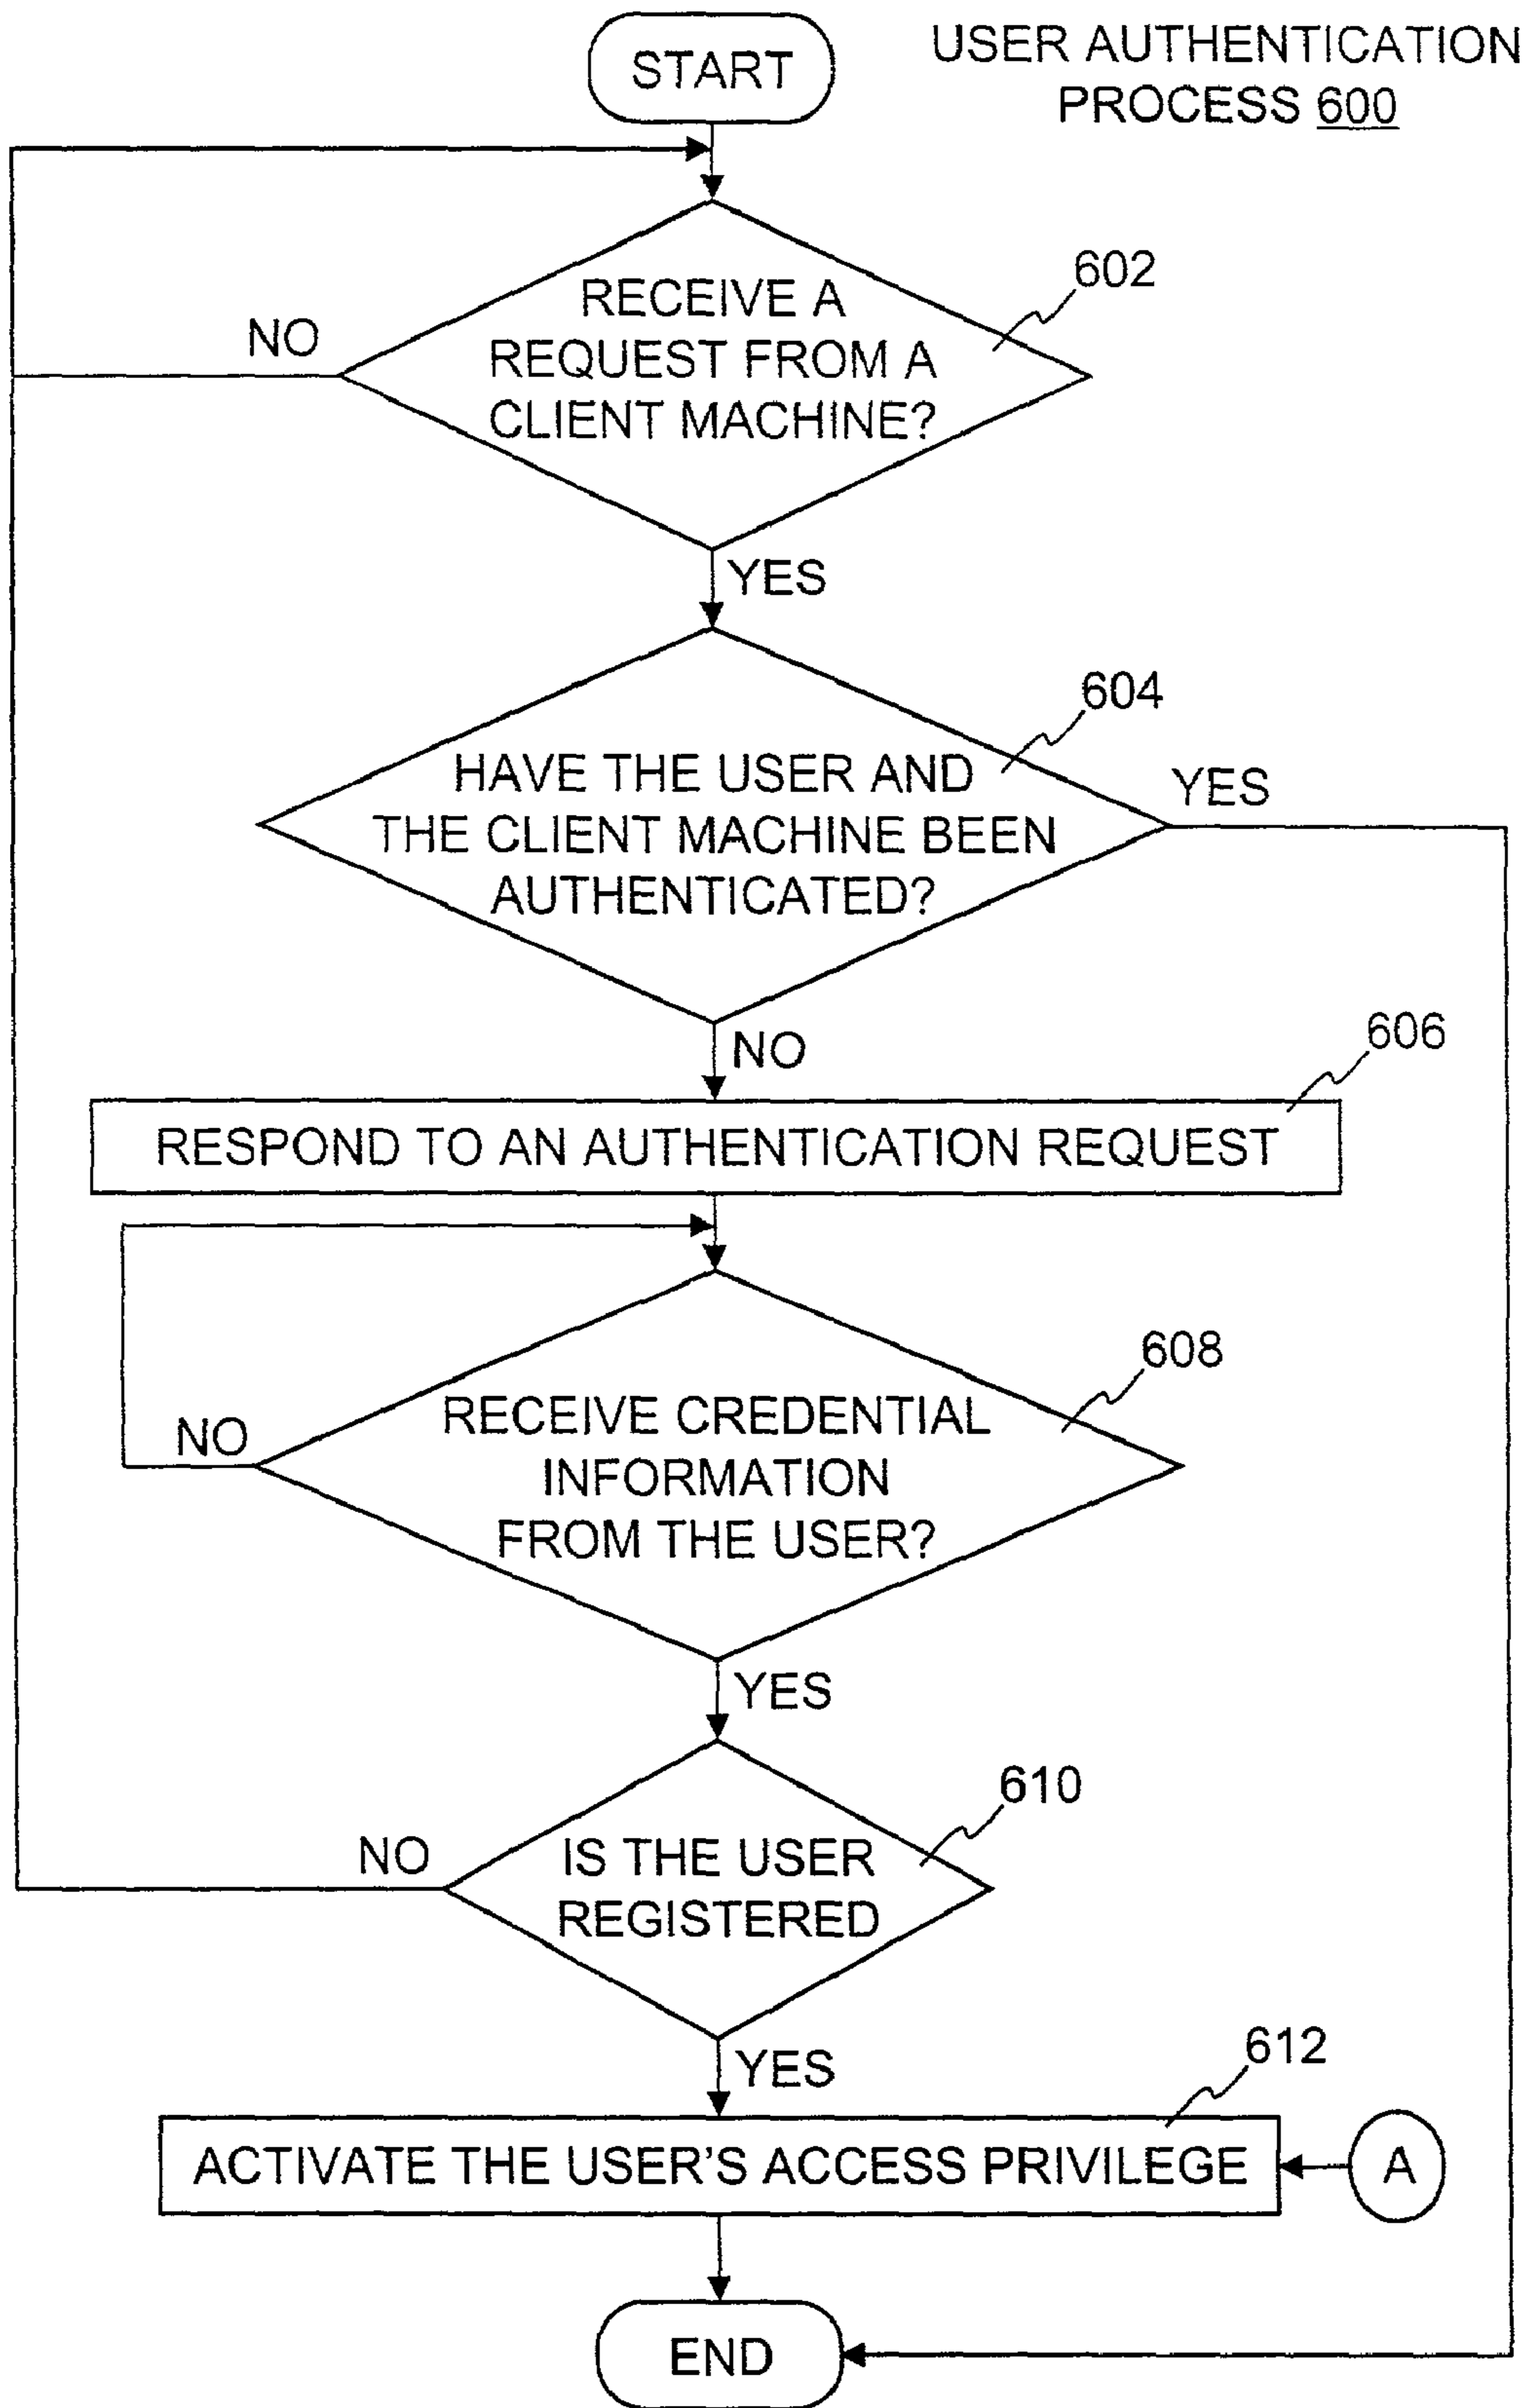 START
USER AUTHENTICATION
PROCESS 600
602
RECEIVE A
REQUEST FROM A
CLIENT MACHINE?
NO
YES
604
HAVE THE USER AND
THE CLIENT MACHINE BEEN
AUTHENTICATED?
YES
NO
606
RESPOND TO AN AUTHENTICATION REQUEST
608
RECEIVE CREDENTIAL
INFORMATION
FROM THE USER?
NO
YES
610
IS THE USER
REGISTERED
NO
YES
612
ACTIVATE THE USER'S ACCESS PRIVILEGE
A
END